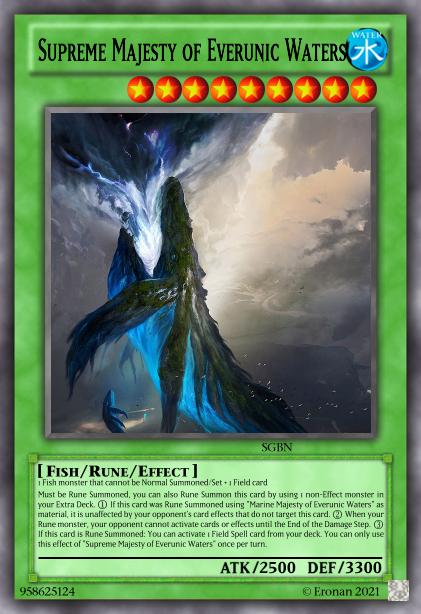 Supreme Majesty of Everunic Waters
WATER
水
SGBN
[ Fish/Rune/Effect ]
1 Fish monster that cannot be Normal Summoned/Set + 1 Field card
Must be Rune Summoned, you can also Rune Summon this card by using 1 non-Effect monster in
your Extra Deck. ① If this card was Rune Summoned using "Marine Majesty of Everunic Waters" as
material, it is unaffected by your opponent's card effects that do not target this card. ② When your
Rune monster, your opponent cannot activate cards or effects until the End of the Damage Step. ③
If this card is Rune Summoned: You can activate 1 Field Spell card from your deck. You can only use
this effect of "Supreme Majesty of Everunic Waters" once per turn.
ATK/2500 DEF/3300
958625124
© Eronan 2021